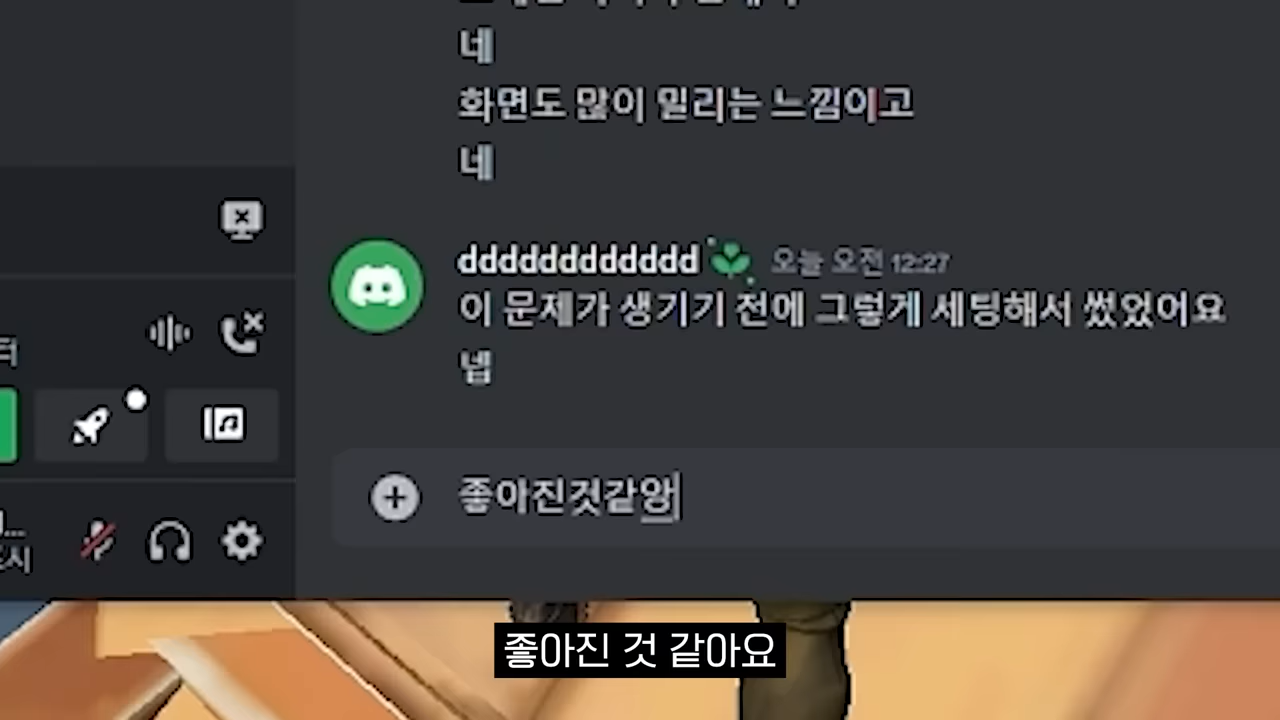 네
화면도 많이 밀리는 느낌이고
네
dddddddddddd 오늘 오전 12:27
이 문제가 생기기 전에 그렇게 세팅해서 썼었어요
넵
터
좋아진것같앙
...
시
좋아진 것 같아요